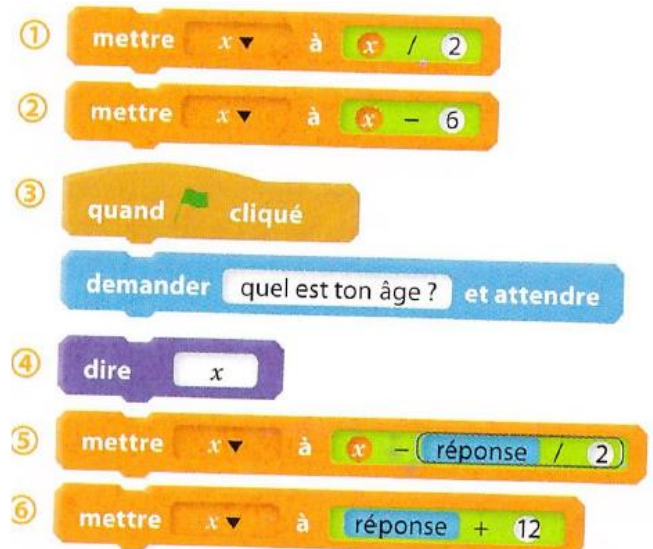 ① mettre x ▼ à x / 2
② mettre x ▼ à x − 6
③ quand cliqué
demander quel est ton âge ? et attendre
④ dire x
⑤ mettre x ▼ à x − réponse / 2
⑥ mettre x ▼ à réponse + 12